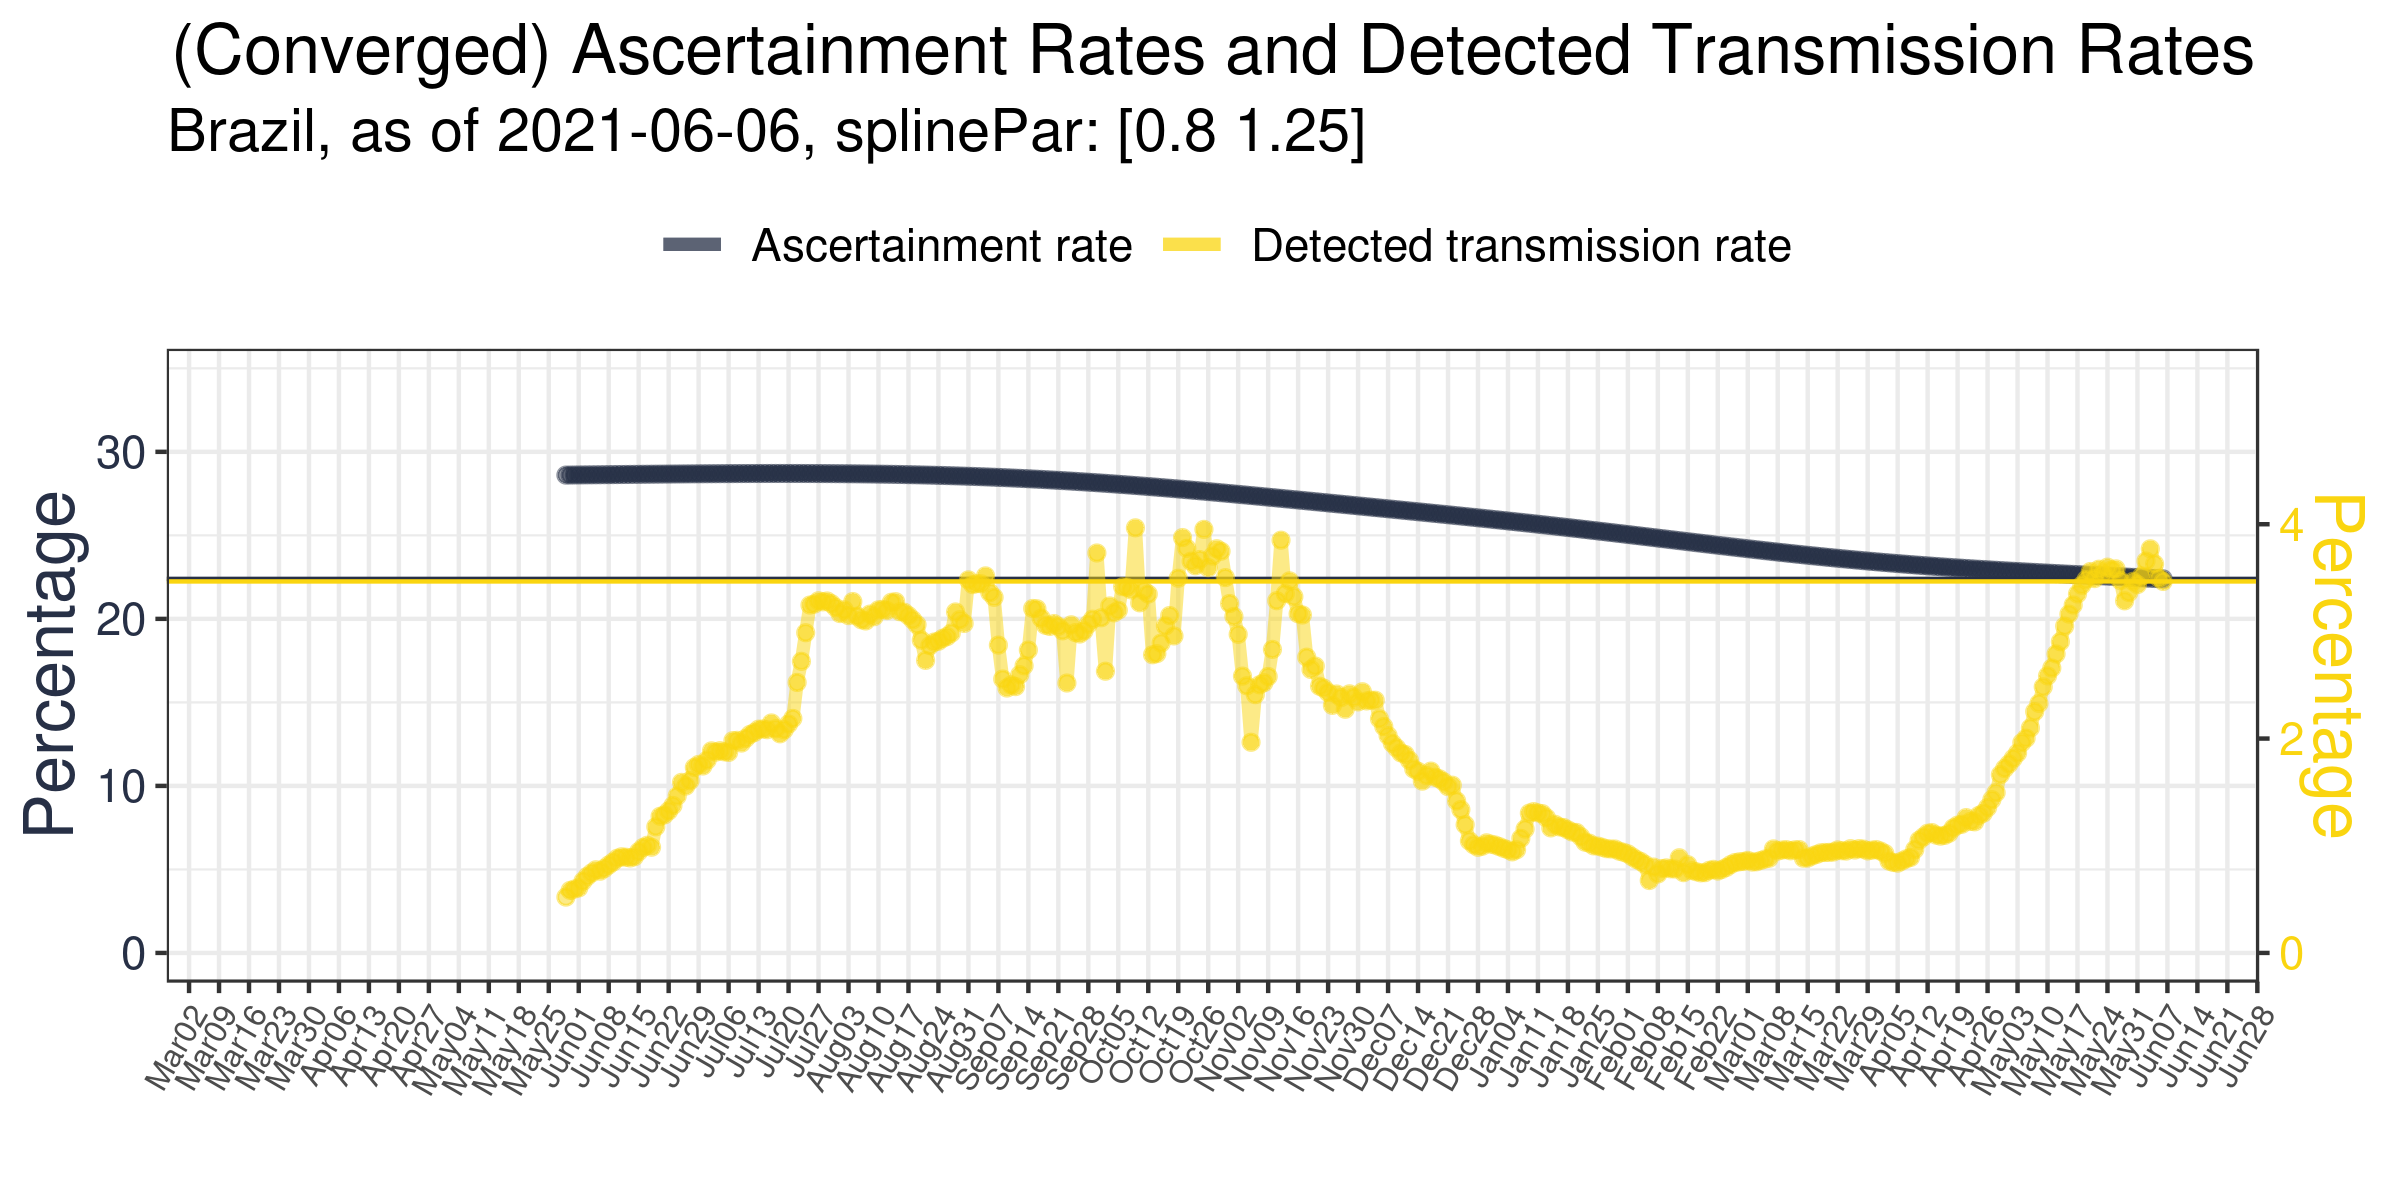 (Converged) Ascertainment Rates and Detected Transmission Rates
Brazil, as of 2021-06-06, splinePar: [0.8 1.25]
Ascertainment rate
Detected transmission rate
Percentage
30
20
10
0
4
2
0
Percentage
Mar02
Mar09
Mar16
Mar23
Mar30
Apr06
Apr13
Apr20
Apr27
May04
May11
May18
May25
Jun01
Jun08
Jun15
Jun22
Jun29
Jul06
Jul13
Jul20
Jul27
Aug03
Aug10
Aug17
Aug24
Aug31
Sep07
Sep14
Sep21
Sep28
Oct05
Oct12
Oct19
Oct26
Nov02
Nov09
Nov16
Nov23
Nov30
Dec07
Dec14
Dec21
Dec28
Jan04
Jan11
Jan18
Jan25
Feb01
Feb08
Feb15
Feb22
Mar01
Mar08
Mar15
Mar22
Mar29
Apr05
Apr12
Apr19
Apr26
May03
May10
May17
May24
May31
Jun07
Jun14
Jun21
Jun28